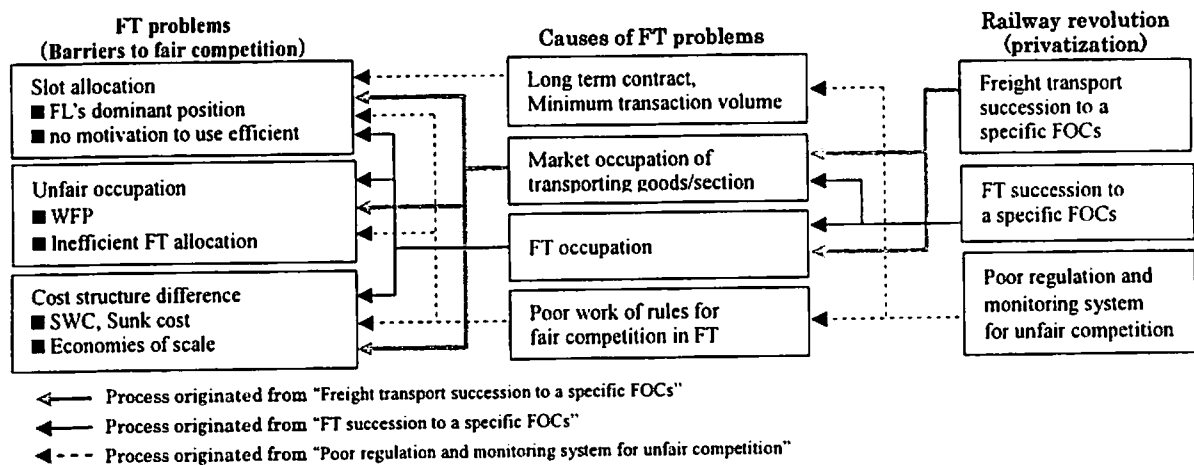 FT problems
(Barriers to fair competition)
Slot allocation
■ FL's dominant position
■ no motivation to use efficient
Unfair occupation
■ WFP
■ Inefficient FT allocation
Cost structure difference
■ SWC, Sunk cost
■ Economies of scale
Causes of FT problems
Long term contract,
Minimum transaction volume
Market occupation of
transporting goods/section
FT occupation
Poor work of rules for
fair competition in FT
Railway revolution
(privatization)
Freight transport
succession to a
specific FOCs
FT succession to
a specific FOCs
Poor regulation and
monitoring system
for unfair competition
Process originated from "Freight transport succession to a specific FOCs"
Process originated from "FT succession to a specific FOCs"
Process originated from "Poor regulation and monitoring system for unfair competition"